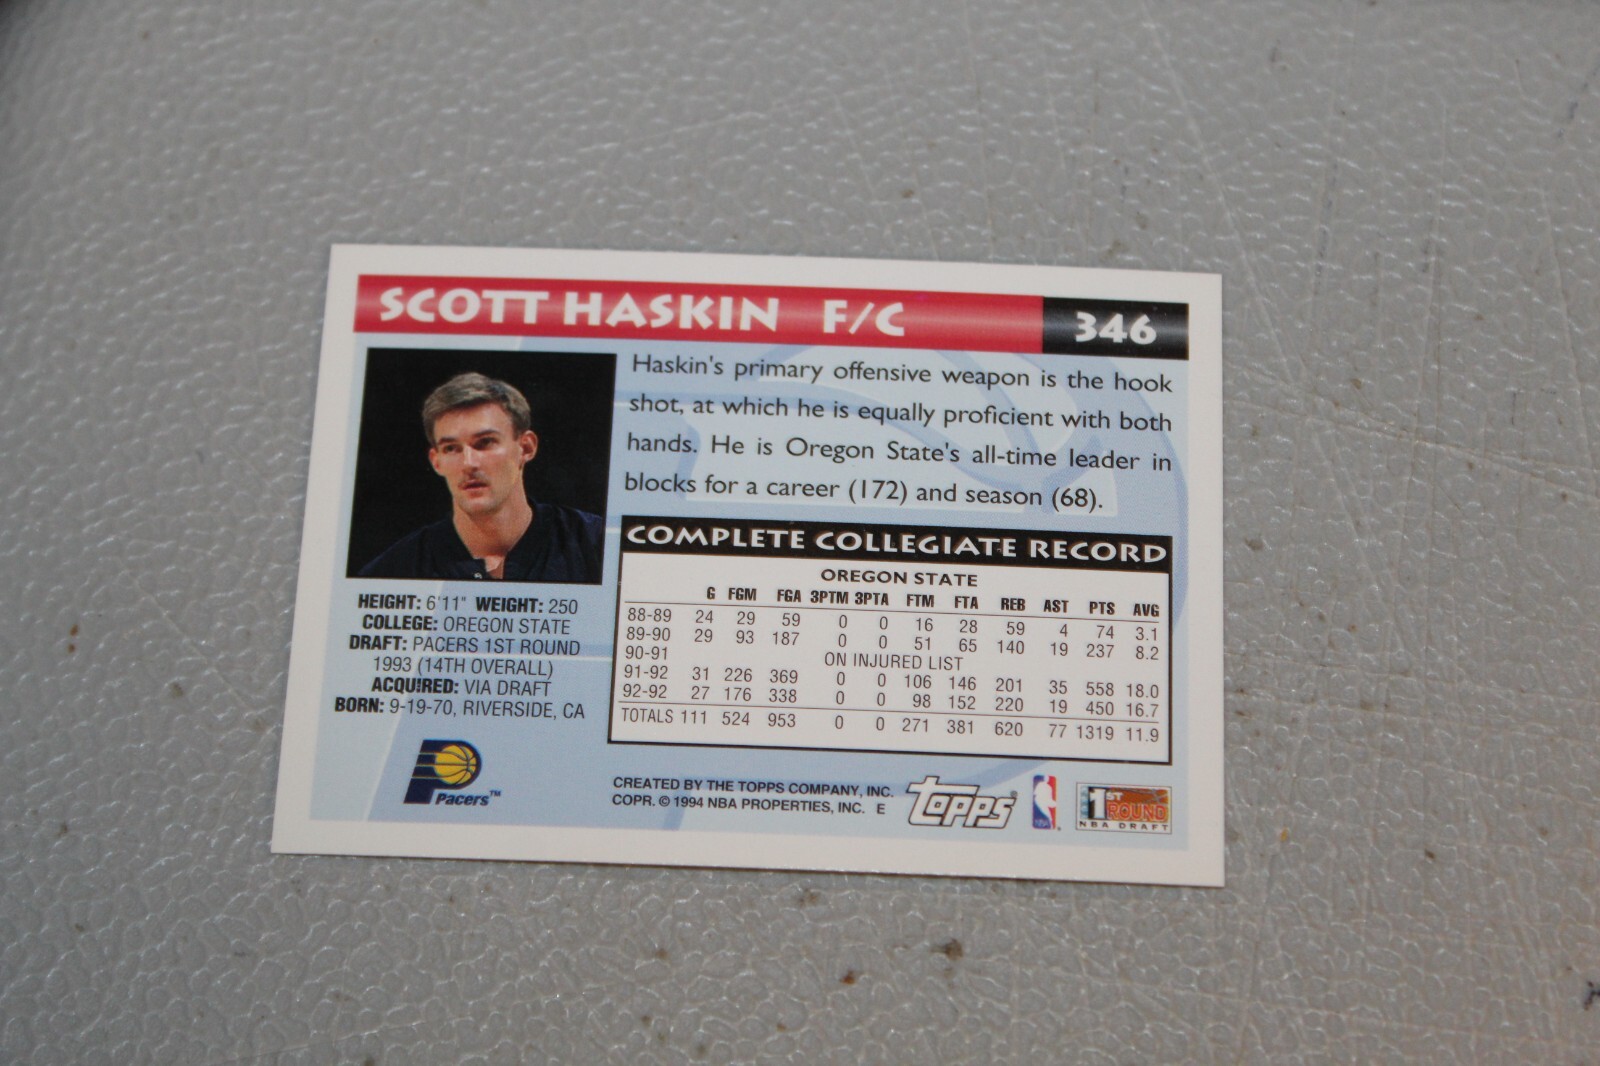 SCOTT HASKIN F/C
346
Haskin's primary offensive weapon is the hook
shot, at which he is equally proficient with both
hands. He is Oregon State's all-time leader in
blocks for a career (172) and season (68).
HEIGHT: 6'11" WEIGHT: 250
COLLEGE: OREGON STATE
DRAFT: PACERS 1ST ROUND
1993 (14TH OVERALL)
ACQUIRED: VIA DRAFT
BORN: 9-19-70, RIVERSIDE, CA
COMPLETE COLLEGIATE RECORD
OREGON STATE
G FGM FGA 3PTM 3PTA FTM FTA REB AST PTS AVG
88-89 24 29 59 0 0 16 28 59 4 74 3.1
89-90 29 93 187 0 0 51 65 140 19 237 8.2
90-91 ON INJURED LIST
91-92 31 226 369 0 0 106 146 201 35 558 18.0
92-92 27 176 338 0 0 98 152 220 19 450 16.7
TOTALS 111 524 953 0 0 271 381 620 77 1319 11.9
Pacers™
CREATED BY THE TOPPS COMPANY, INC.
COPR. © 1994 NBA PROPERTIES, INC. E
TOPPS
NBA
1ST
ROUND
NBA DRAFT